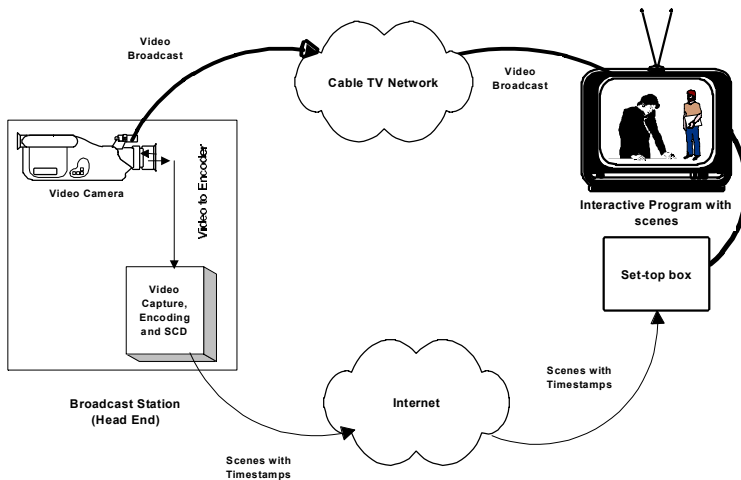 Video
Broadcast
Cable TV Network
Video
Broadcast
Video Camera
Video to Encoder
Interactive Program with
scenes
Video
Capture,
Encoding
and SCD
Set-top box
Broadcast Station
(Head End)
Internet
Scenes with
Timestamps
Scenes with
Timestamps